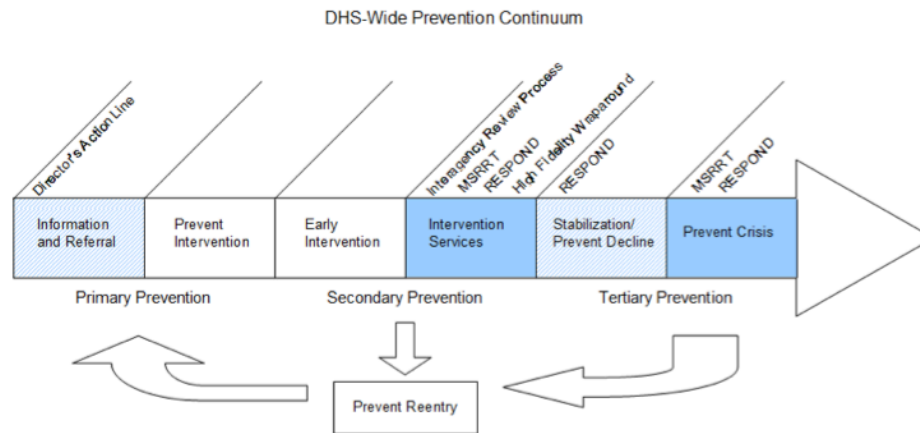 DHS-Wide Prevention Continuum
Director's Action Line
Interagency Review Process
MSRRT
RESPOND
High Fidelity Wraparound
RESPOND
MSRRT
RESPOND
Information
and Referral
Prevent
Intervention
Early
Intervention
Intervention
Services
Stabilization/
Prevent Decline
Prevent Crisis
Primary Prevention
Secondary Prevention
Tertiary Prevention
Prevent Reentry